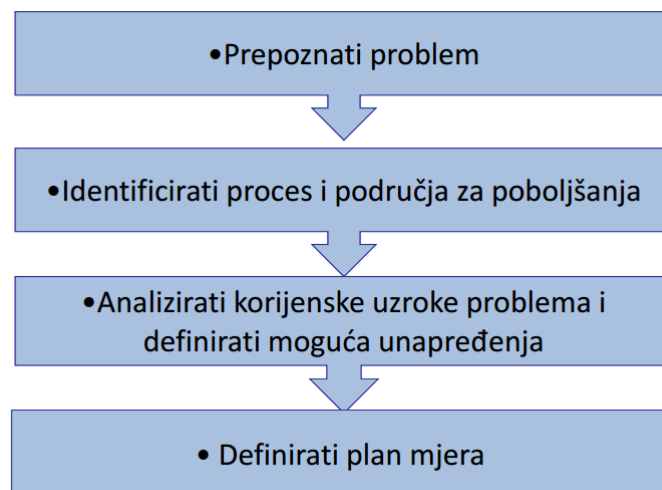 •Prepoznati problem
•Identificirati proces i područja za poboljšanja
•Analizirati korijenske uzroke problema i
definirati moguća unapređenja
• Definirati plan mjera